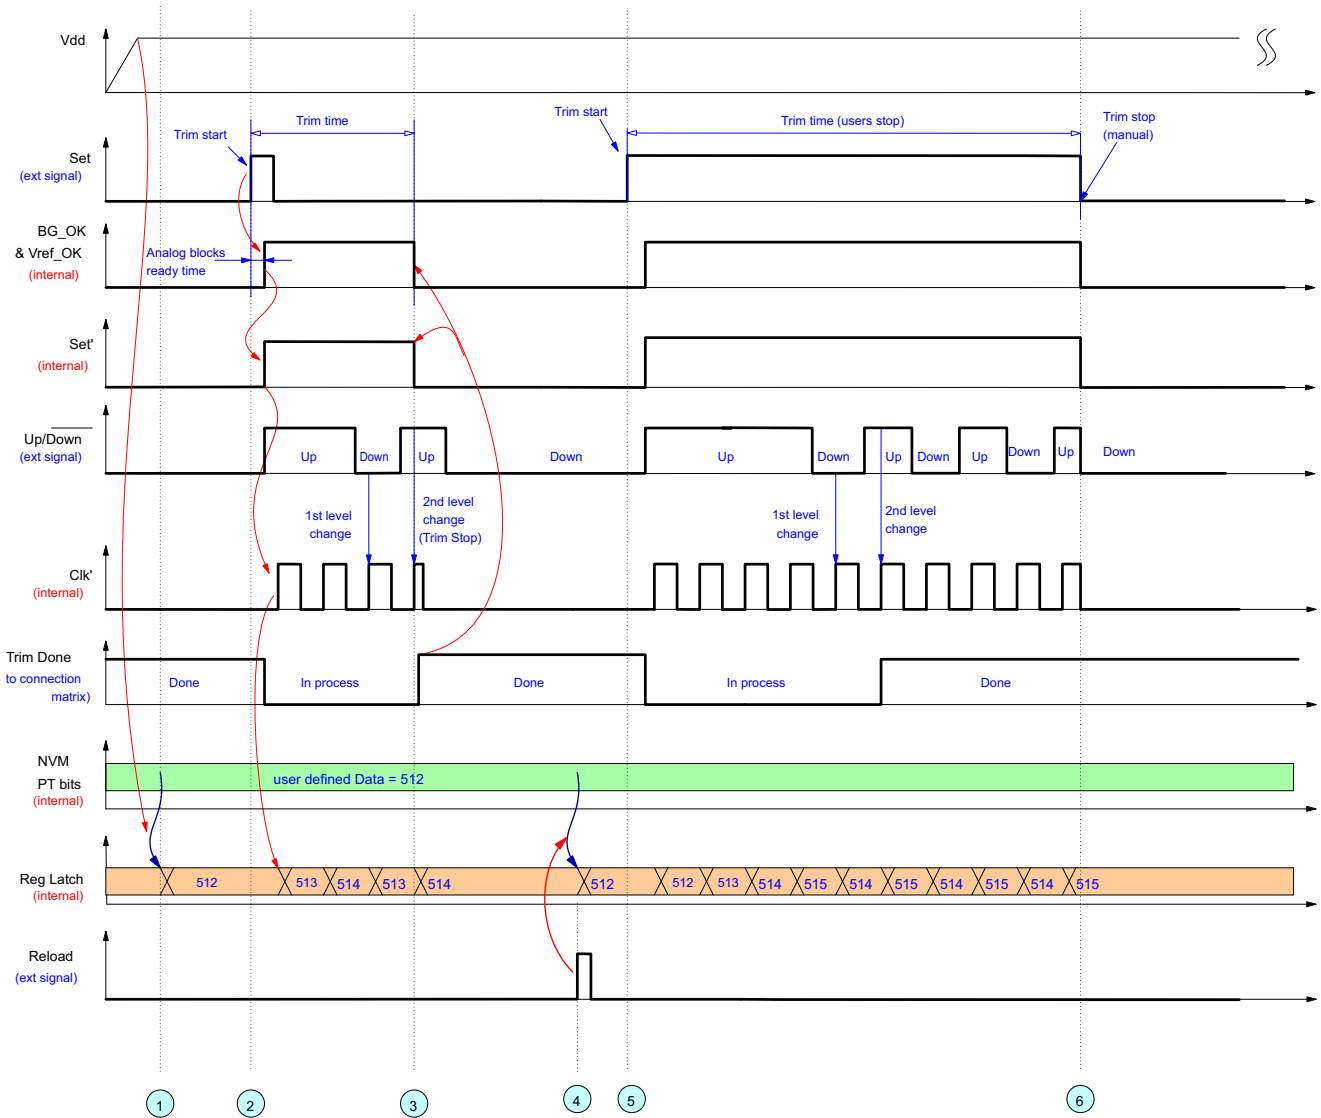 Vdd
Trim start
Trim time
Trim start
Trim time (users stop)
Trim stop
(manual)
Set
(ext signal)
BG_OK
& Vref_OK
(internal)
Analog blocks
ready time
Set'
(internal)
Up/Down
(ext signal)
Up
Down
Up
Down
Up
Down
Up
Down
Up
Down
Up
Down
1st level
change
2nd level
change
(Trim Stop)
1st level
change
2nd level
change
Clk'
(internal)
Trim Done
to connection
matrix)
Done
In process
Done
In process
Done
NVM
PT bits
(internal)
user defined Data = 512
Reg Latch
(internal)
512
513
514
513
514
512
512
513
514
515
514
515
514
515
514
515
Reload
(ext signal)
1
2
3
4
5
6